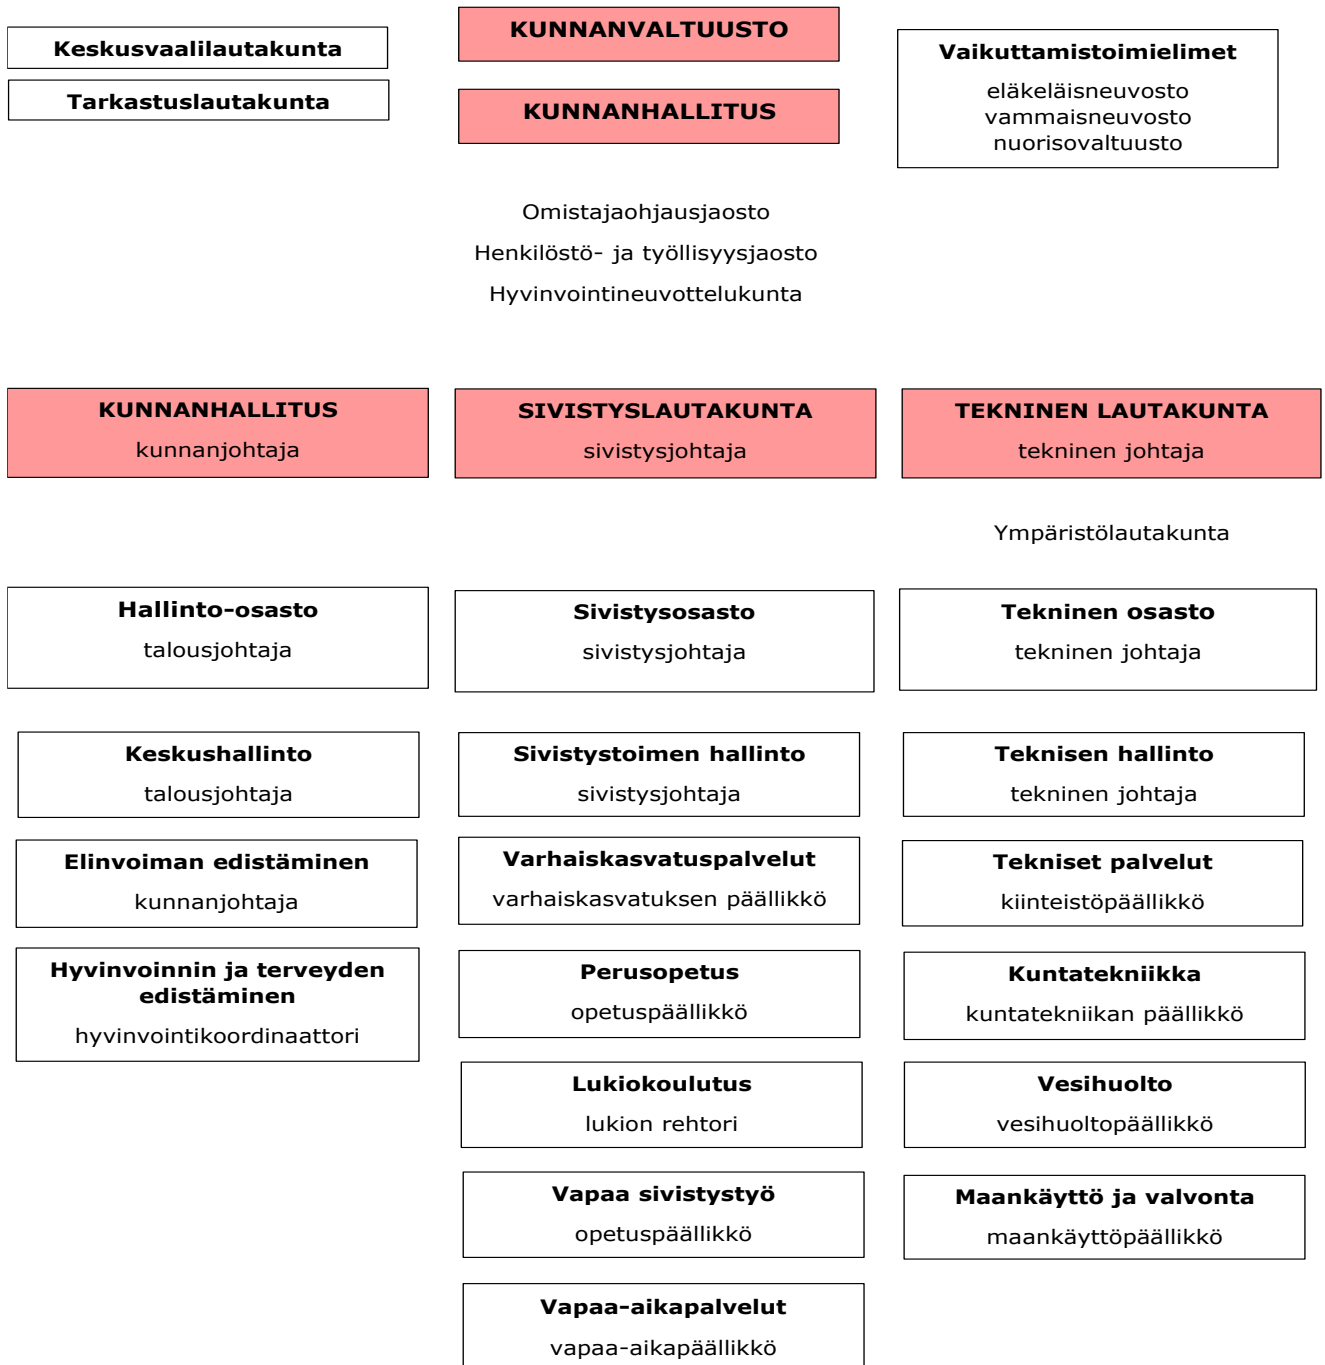 Keskusvaalilautakunta
Tarkastuslautakunta
KUNNANVALTUUSTO
KUNNANHALLITUS
Vaikuttamistoimielimet
eläkeläisneuvosto
vammaisneuvosto
nuorisovaltuusto
Omistajaohjausjaosto
Henkilöstö- ja työllisyysjaosto
Hyvinvointineuvottelukunta
KUNNANHALLITUS
kunnanjohtaja
SIVISTYSLAUTAKUNTA
sivistysjohtaja
TEKNINEN LAUTAKUNTA
tekninen johtaja
Ympäristölautakunta
Hallinto-osasto
talousjohtaja
Sivistysosasto
sivistysjohtaja
Tekninen osasto
tekninen johtaja
Keskushallinto
talousjohtaja
Sivistystoimen hallinto
sivistysjohtaja
Teknisen hallinto
tekninen johtaja
Elinvoiman edistäminen
kunnanjohtaja
Varhaiskasvatuspalvelut
varhaiskasvatuksen päällikkö
Tekniset palvelut
kiinteistöpäällikkö
Hyvinvoinnin ja terveyden
edistäminen
hyvinvointikoordinaattori
Perusopetus
opetuspäällikkö
Kuntatekniikka
kuntatekniikan päällikkö
Lukiokoulutus
lukion rehtori
Vesihuolto
vesihuoltopäällikkö
Vapaa sivistystyö
opetuspäällikkö
Maankäyttö ja valvonta
maankäyttöpäällikkö
Vapaa-aikapalvelut
vapaa-aikapäällikkö